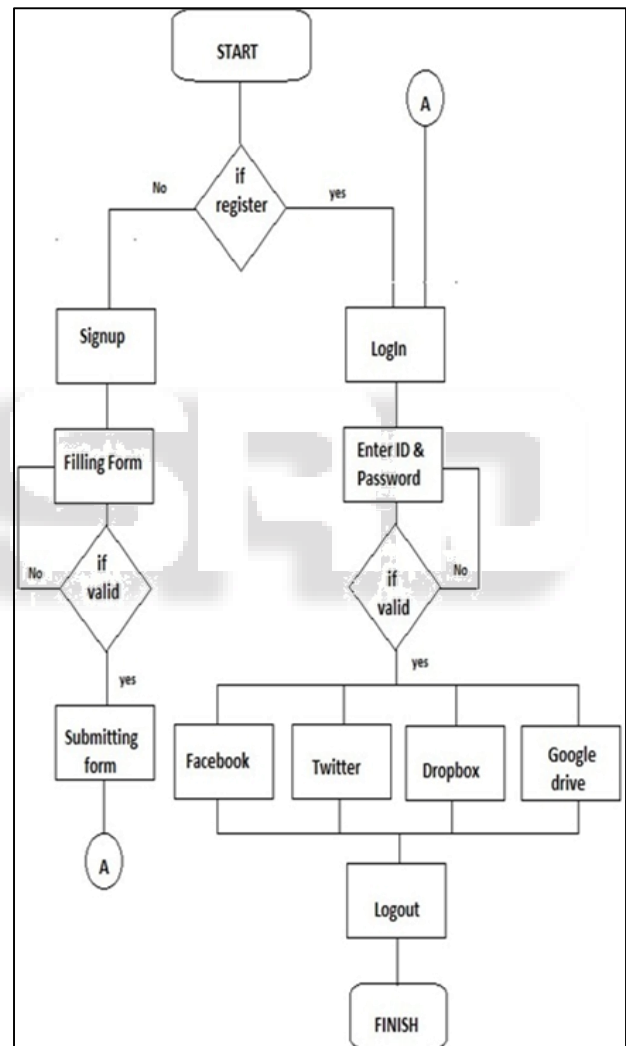 START
A
if
register
No
yes
Signup
LogIn
Filling Form
Enter ID &
Password
No
if
valid
if
valid
No
yes
yes
Submitting
form
Facebook
Twitter
Dropbox
Google
drive
A
Logout
FINISH